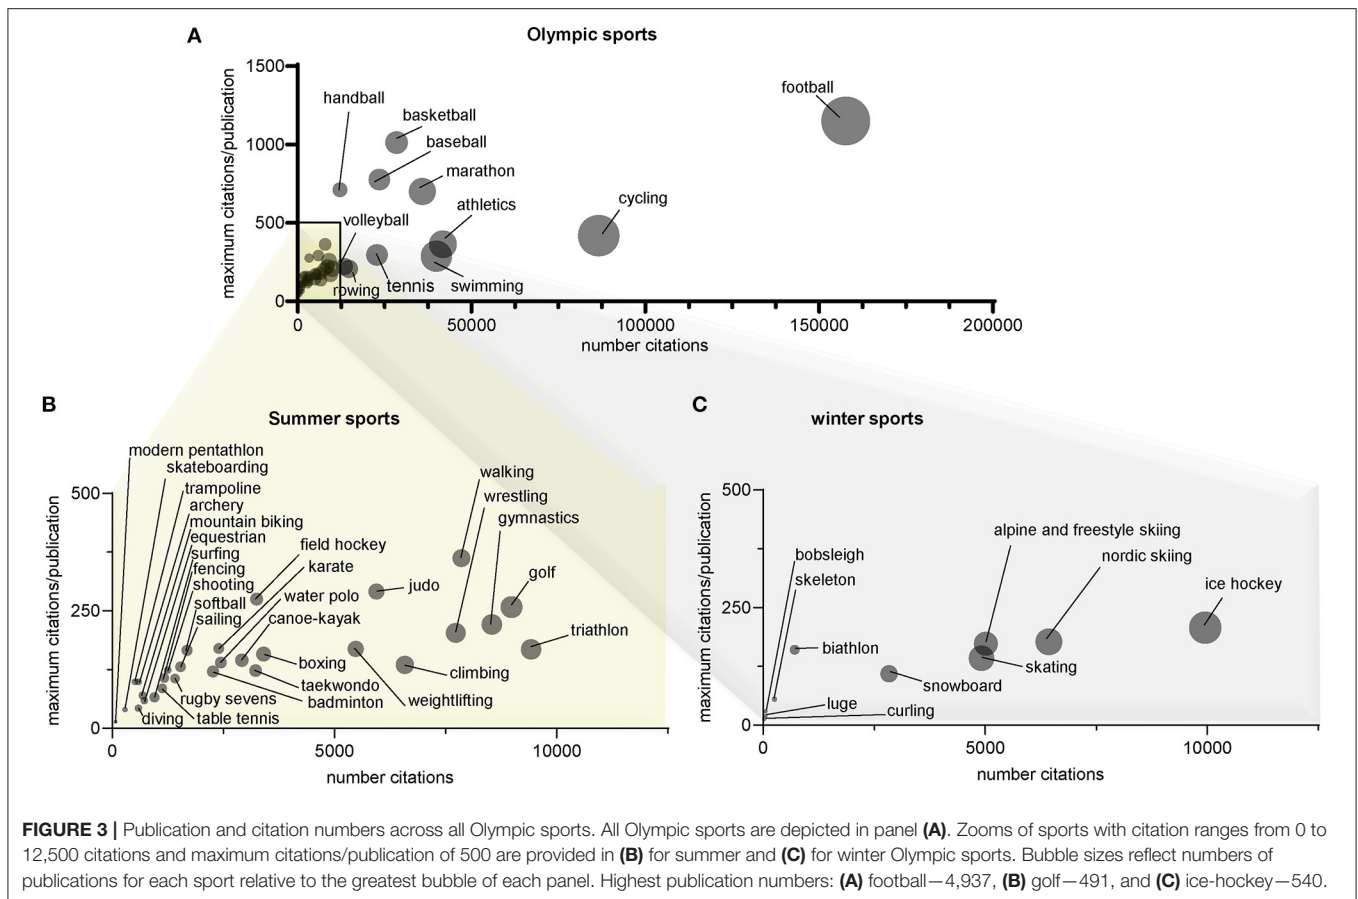 A
Olympic sports
maximum citations/publication
1500
1000
500
0
handball
basketball
baseball
marathon
athletics
volleyball
rowing
tennis
swimming
cycling
football
0
50000
100000
150000
200000
number citations
B
Summer sports
maximum citations/publication
500
250
0
modern pentathlon
skateboarding
trampoline
archery
mountain biking
equestrian
surfing
fencing
shooting
softball
sailing
field hockey
karate
water polo
canoe-kayak
boxing
taekwondo
badminton
rugby sevens
table tennis
diving
judo
walking
wrestling
gymnastics
golf
triathlon
climbing
weightlifting
0
5000
10000
number citations
C
winter sports
maximum citations/publication
500
250
0
bobsleigh
skeleton
biathlon
luge
curling
snowboard
skating
alpine and freestyle skiing
nordic skiing
ice hockey
0
5000
10000
number citations
FIGURE 3 | Publication and citation numbers across all Olympic sports. All Olympic sports are depicted in panel (A). Zooms of sports with citation ranges from 0 to
12,500 citations and maximum citations/publication of 500 are provided in (B) for summer and (C) for winter Olympic sports. Bubble sizes reflect numbers of
publications for each sport relative to the greatest bubble of each panel. Highest publication numbers: (A) football—4,937, (B) golf—491, and (C) ice-hockey—540.